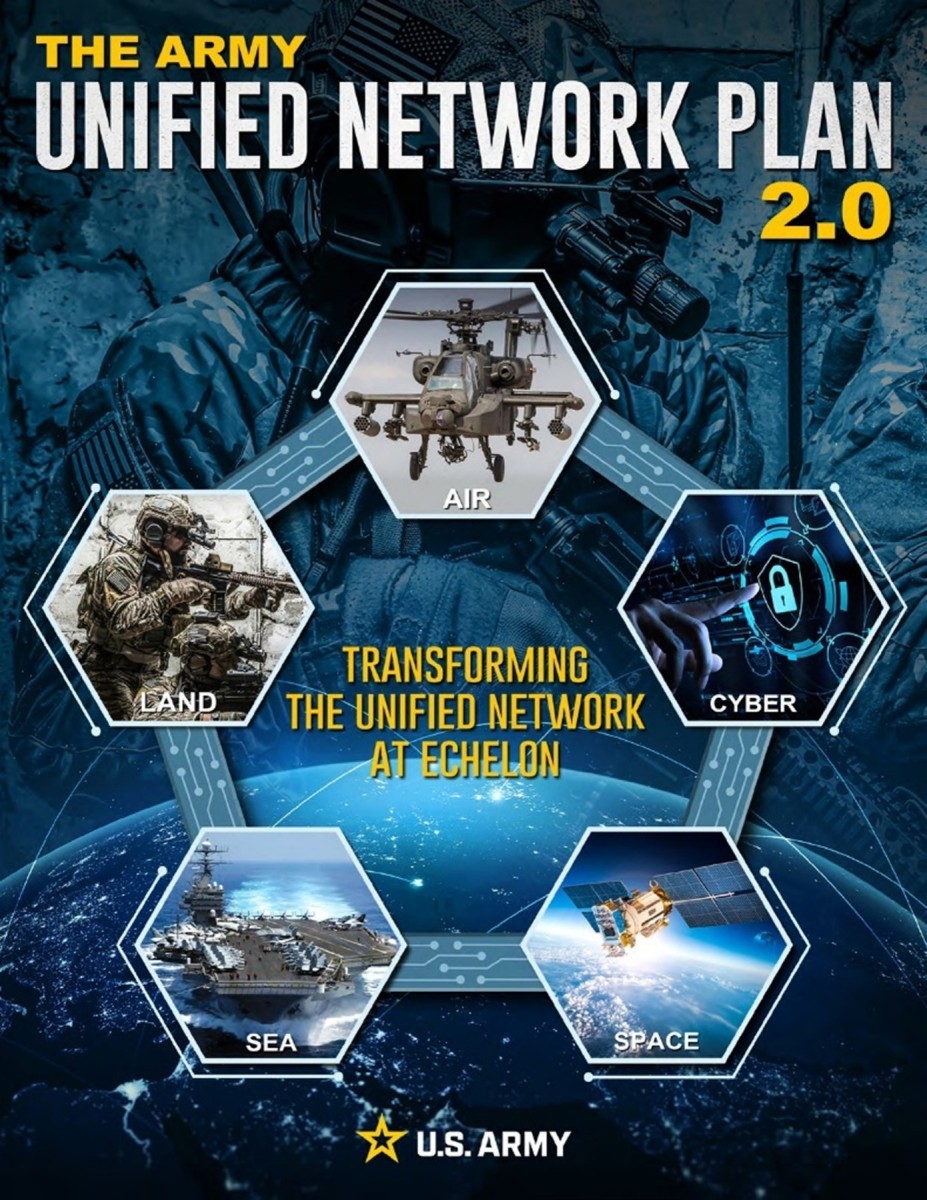 THE ARMY
UNIFIED NETWORK PLAN
2.0
AIR
LAND
CYBER
TRANSFORMING
THE UNIFIED NETWORK
AT ECHELON
SEA
SPACE
U.S. ARMY